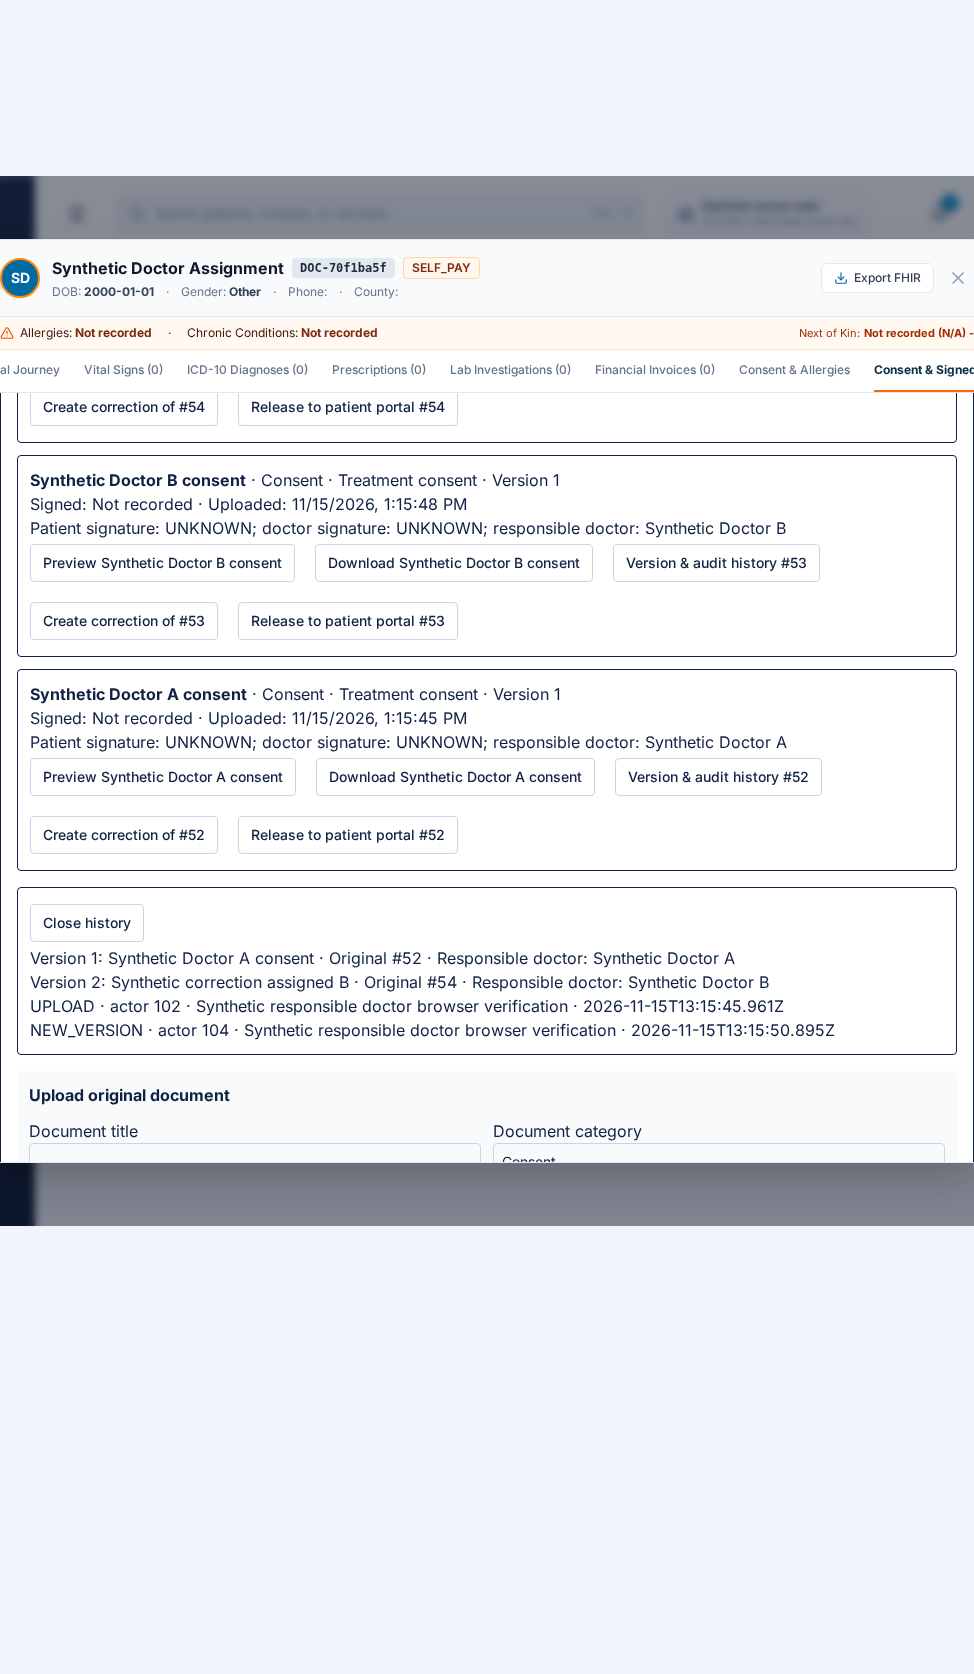 Search patients, invoices, or services...
SD
Synthetic Doctor Assignment DOC-70f1ba5f SELF_PAY
DOB: 2000-01-01 · Gender: Other · Phone: · County:
Export FHIR
Allergies: Not recorded · Chronic Conditions: Not recorded
Next of Kin: Not recorded (N/A) -
al Journey Vital Signs (0) ICD-10 Diagnoses (0) Prescriptions (0) Lab Investigations (0) Financial Invoices (0) Consent & Allergies Consent & Signed
Create correction of #54 Release to patient portal #54
Synthetic Doctor B consent · Consent · Treatment consent · Version 1
Signed: Not recorded · Uploaded: 11/15/2026, 1:15:48 PM
Patient signature: UNKNOWN; doctor signature: UNKNOWN; responsible doctor: Synthetic Doctor B
Preview Synthetic Doctor B consent Download Synthetic Doctor B consent Version & audit history #53
Create correction of #53 Release to patient portal #53
Synthetic Doctor A consent · Consent · Treatment consent · Version 1
Signed: Not recorded · Uploaded: 11/15/2026, 1:15:45 PM
Patient signature: UNKNOWN; doctor signature: UNKNOWN; responsible doctor: Synthetic Doctor A
Preview Synthetic Doctor A consent Download Synthetic Doctor A consent Version & audit history #52
Create correction of #52 Release to patient portal #52
Close history
Version 1: Synthetic Doctor A consent · Original #52 · Responsible doctor: Synthetic Doctor A
Version 2: Synthetic correction assigned B · Original #54 · Responsible doctor: Synthetic Doctor B
UPLOAD · actor 102 · Synthetic responsible doctor browser verification · 2026-11-15T13:15:45.961Z
NEW_VERSION · actor 104 · Synthetic responsible doctor browser verification · 2026-11-15T13:15:50.895Z
Upload original document
Document title Document category
Consent